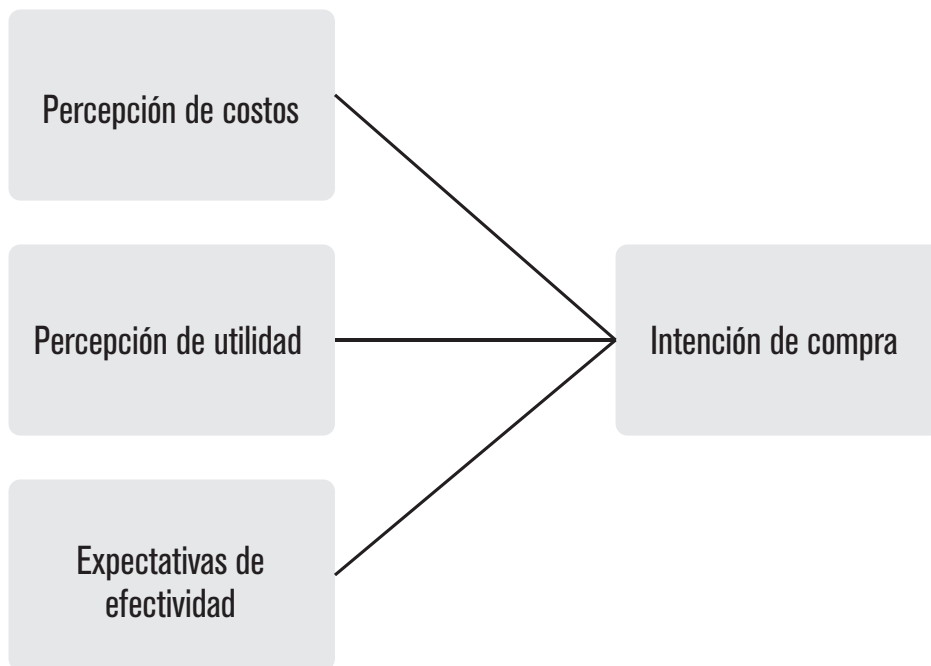 Percepción de costos
Percepción de utilidad
Intención de compra
Expectativas de
efectividad